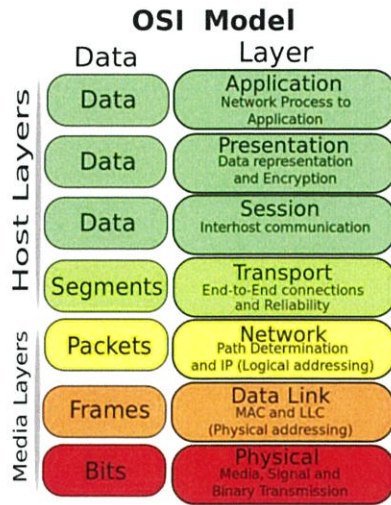 OSI Model
Data Layer
Host Layers
Data
Application
Network Process to
Application
Data
Presentation
Data representation
and Encryption
Data
Session
Interhost communication
Segments
Transport
End-to-End connections
and Reliability
Media Layers
Packets
Network
Path Determination
and IP (Logical addressing)
Frames
Data Link
MAC and LLC
(Physical addressing)
Bits
Physical
Media, Signal and
Binary Transmission